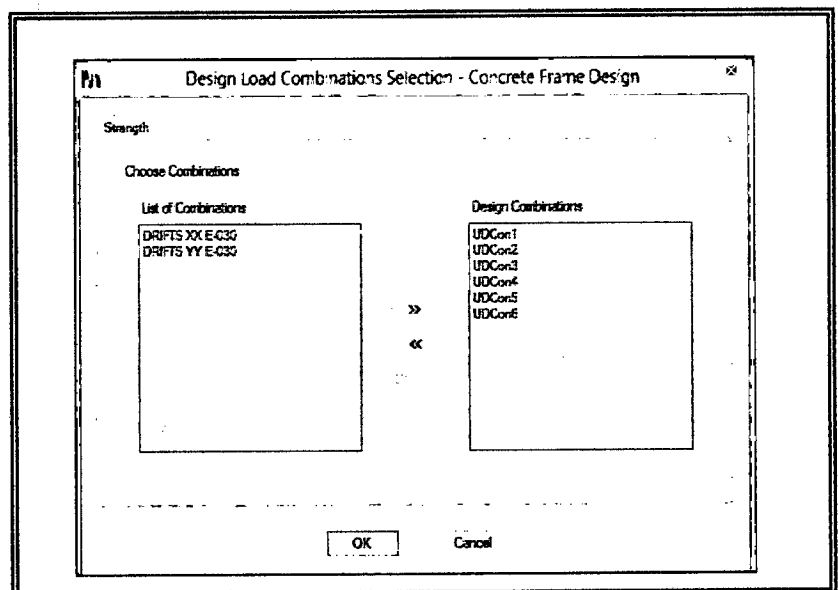 Design Load Combinations Selection - Concrete Frame Design
Strength
Choose Combinations
List of Combinations
DRIFTS XX E-030
DRIFTS YY E-030
>>
<<
Design Combinations
UDCon1
UDCon2
UDCon3
UDCon4
UDCon5
UDCon6
OK
Cancel